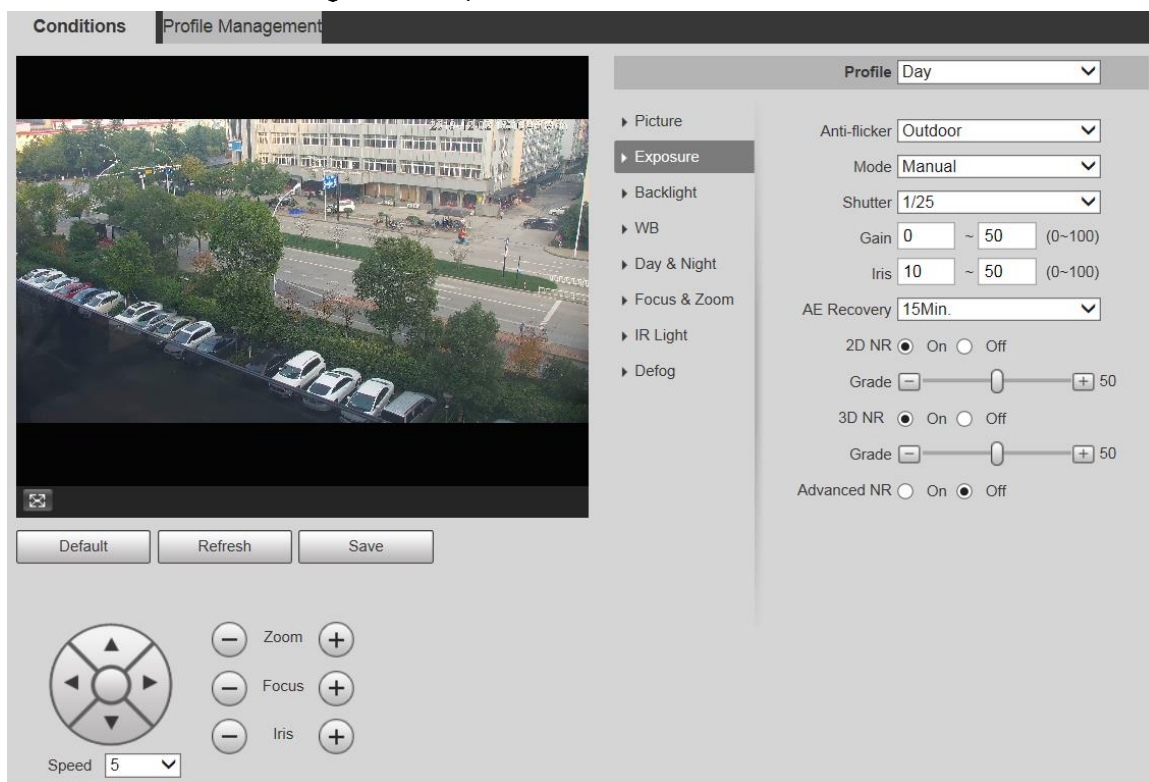 Conditions
Profile Management
Profile Day
Picture
Exposure
Backlight
WB
Day & Night
Focus & Zoom
IR Light
Defog
Anti-flicker Outdoor
Mode Manual
Shutter 1/25
Gain 0 ~ 50 (0~100)
Iris 10 ~ 50 (0~100)
AE Recovery 15Min.
2D NR On Off
Grade 50
3D NR On Off
Grade 50
Advanced NR On Off
Default Refresh Save
Zoom
Focus
Iris
Speed 5